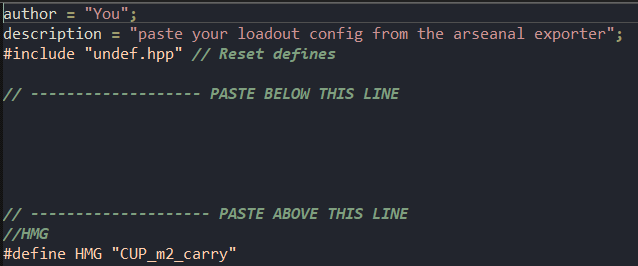 author = "You";
description = "paste your loadout config from the arseanal exporter";
#include "undef.hpp" // Reset defines
// ------------------- PASTE BELOW THIS LINE
// -------------------- PASTE ABOVE THIS LINE
//HMG
#define HMG "CUP_m2_carry"